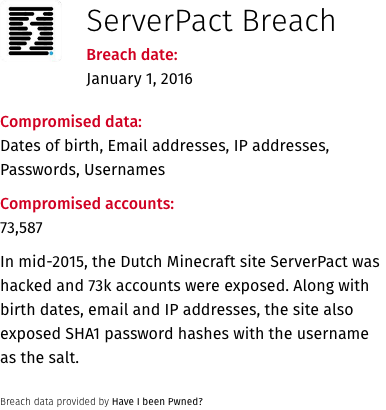 ServerPact Breach
Breach date:
January 1, 2016
Compromised data:
Dates of birth, Email addresses, IP addresses,
Passwords, Usernames
Compromised accounts:
73,587
In mid-2015, the Dutch Minecraft site ServerPact was
hacked and 73k accounts were exposed. Along with
birth dates, email and IP addresses, the site also
exposed SHA1 password hashes with the username
as the salt.
Breach data provided by Have I been Pwned?